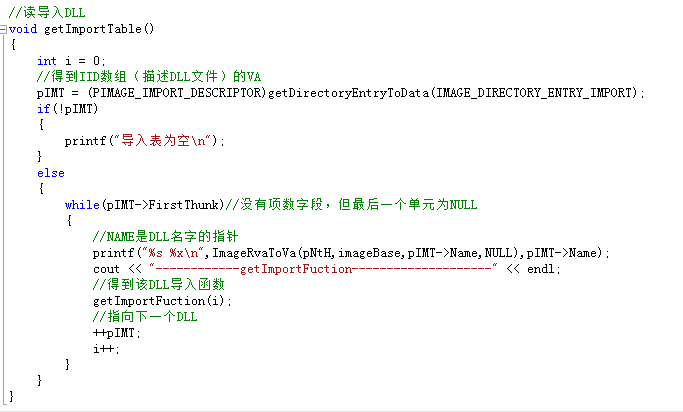 //读导入DLL
void getImportTable()
{
int i = 0;
//得到IID数组（描述DLL文件）的VA
pIMT = (PIMAGE_IMPORT_DESCRIPTOR)getDirectoryEntryToData(IMAGE_DIRECTORY_ENTRY_IMPORT);
if(!pIMT)
{
printf("导入表为空\n");
}
else
{
while(pIMT->FirstThunk)//没有项数字段，但最后一个单元为NULL
{
//NAME是DLL名字的指针
printf("%s %x\n",ImageRvaToVa(pNtH,imageBase,pIMT->Name,NULL),pIMT->Name);
cout << "------------getImportFuction--------------------" << endl;
//得到该DLL导入函数
getImportFuction(i);
//指向下一个DLL
++pIMT;
i++;
}
}
}